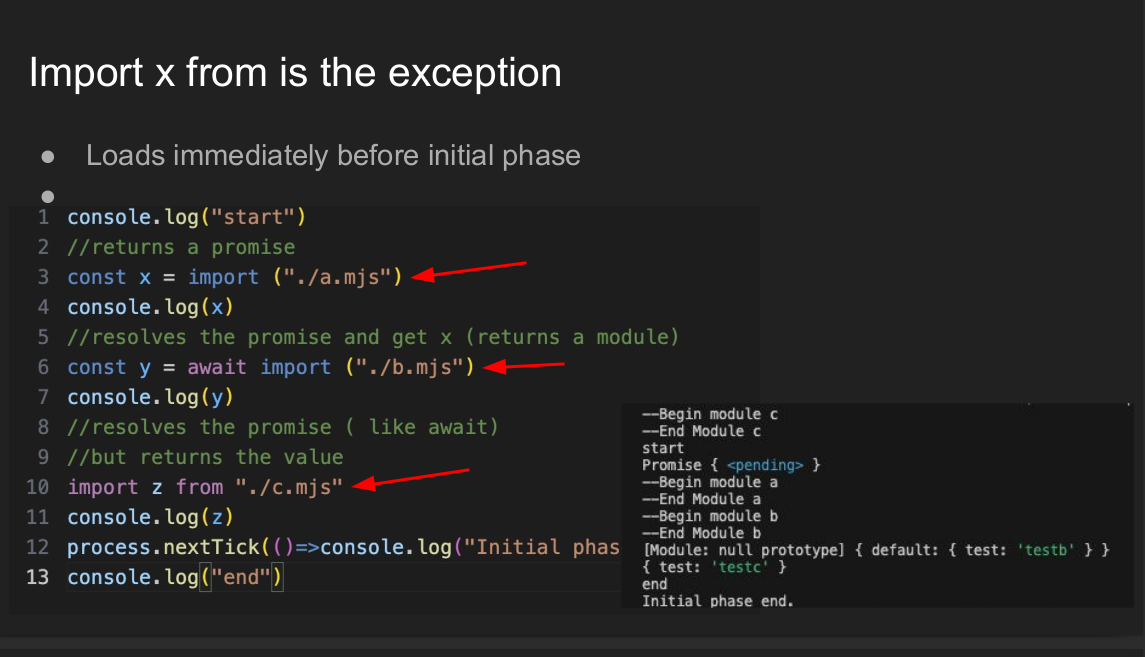 Import x from is the exception
● Loads immediately before initial phase
●
1 console.log("start")
2 //returns a promise
3 const x = import ("./a.mjs")
4 console.log(x)
5 //resolves the promise and get x (returns a module)
6 const y = await import ("./b.mjs")
7 console.log(y)
8 //resolves the promise ( like await)
9 //but returns the value
10 import z from "./c.mjs"
11 console.log(z)
12 process.nextTick(()=>console.log("Initial phas
13 console.log("end")
--Begin module c
--End Module c
start
Promise { <pending> }
--Begin module a
--End Module a
--Begin module b
--End Module b
[Module: null prototype] { default: { test: 'testb' } }
{ test: 'testc' }
end
Initial phase end.